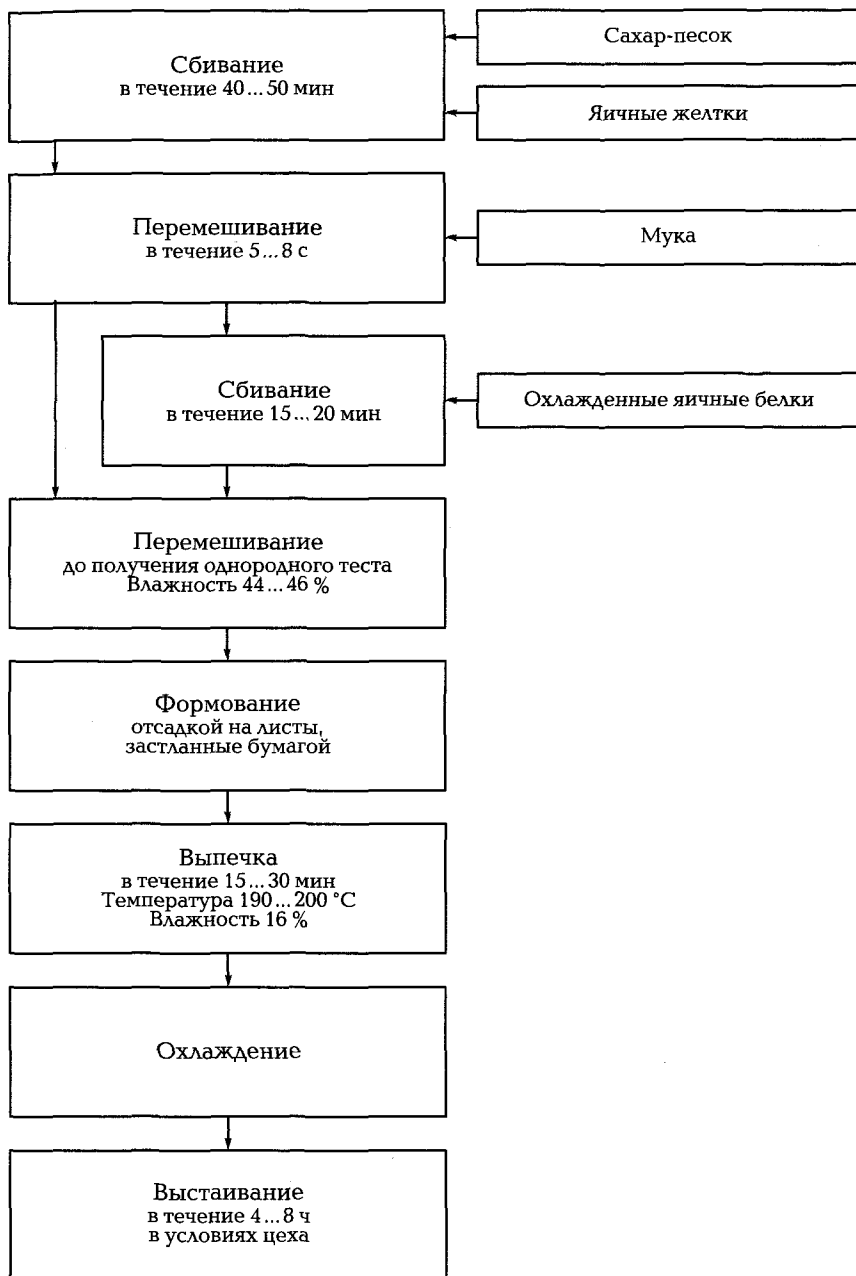 Сбивание
в течение 40...50 мин
Сахар-песок
Яичные желтки
Перемешивание
в течение 5...8 с
Мука
Сбивание
в течение 15...20 мин
Охлажденные яичные белки
Перемешивание
до получения однородного теста
Влажность 44...46 %
Формование
отсадкой на листы,
застланные бумагой
Выпечка
в течение 15...30 мин
Температура 190...200 °С
Влажность 16 %
Охлаждение
Выстаивание
в течение 4...8 ч
в условиях цеха